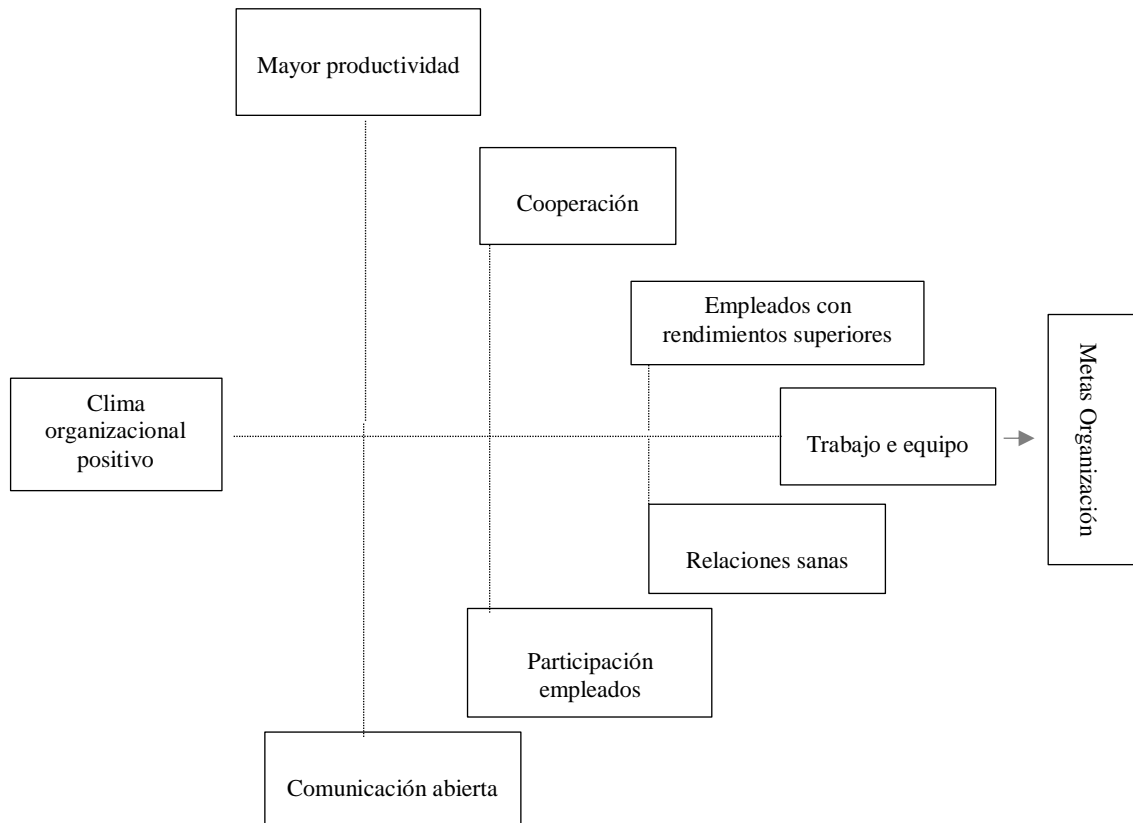 Mayor productividad
Cooperación
Empleados con
rendimientos superiores
Clima
organizacional
positivo
Trabajo e equipo
Metas Organización
Relaciones sanas
Participación
empleados
Comunicación abierta